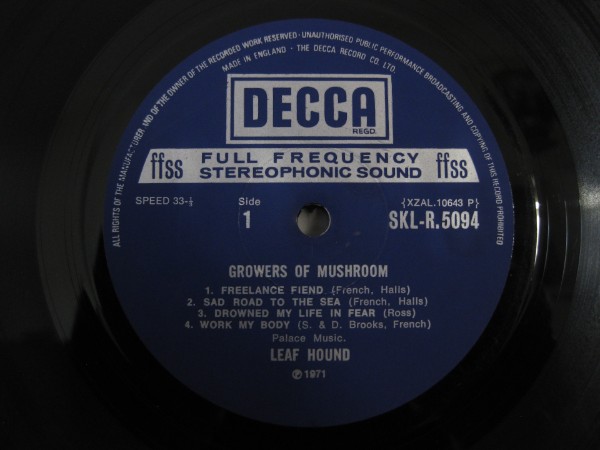 ALL RIGHTS OF THE MANUFACTURER AND OF THE OWNER OF THE RECORDED WORK RESERVED · UNAUTHORISED PUBLIC PERFORMANCE BROADCASTING AND COPYING OF THIS RECORD PROHIBITED
MADE IN ENGLAND · THE DECCA RECORD CO. LTD.
DECCA
REGD.
ffss FULL FREQUENCY ffss
STEREOPHONIC SOUND
SPEED 33-⅓ Side {XZAL.10643 P}
1 SKL-R.5094
GROWERS OF MUSHROOM
1. FREELANCE FIEND (French, Halls)
2. SAD ROAD TO THE SEA (French, Halls)
3. DROWNED MY LIFE IN FEAR (Ross)
4. WORK MY BODY (S. & D. Brooks, French)
Palace Music.
LEAF HOUND
℗ 1971